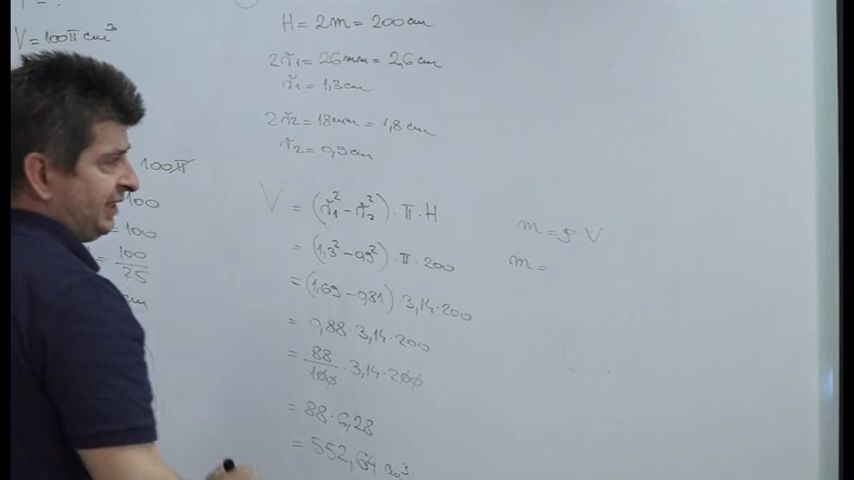 V = 100π cm³
100π
100
= 100
= 100/25
cm
H = 2m = 200cm
2r₁ = 26mm = 2,6cm
r₁ = 1,3cm
2r₂ = 18mm = 1,8cm
r₂ = 0,9cm
V = (r₁² - r₂²) · π · H
= (1,3² - 0,9²) · π · 200
= (1,69 - 0,81) 3,14 · 200
= 0,88 · 3,14 · 200
= 88/100 · 3,14 · 200
= 88 · 6,28
= 552,64 cm³
m = ρ · V
m =